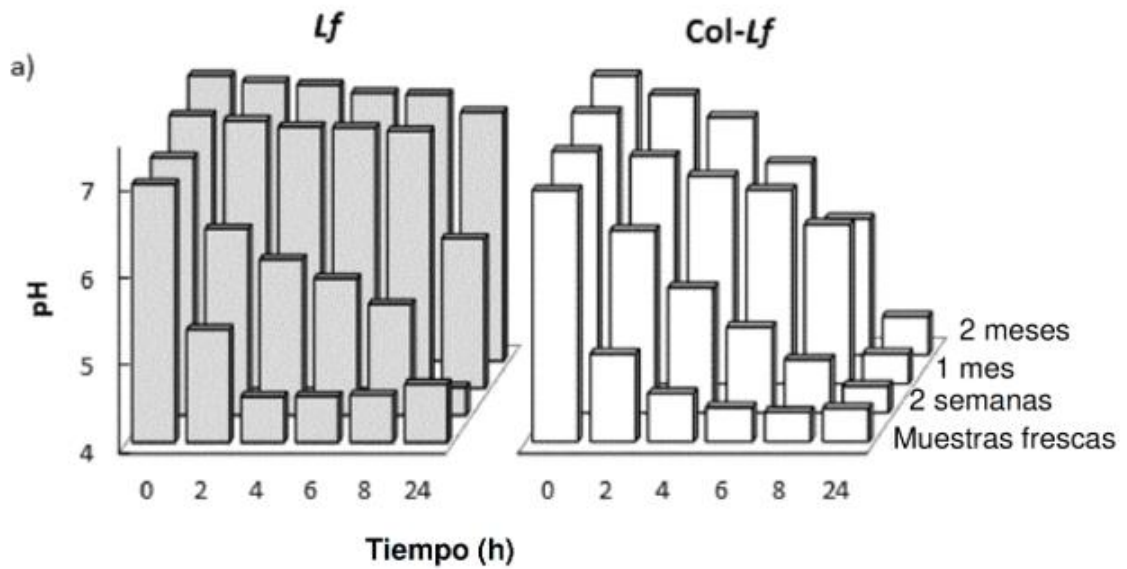 Lf
Col-Lf
a)
pH
7
6
5
4
0 2 4 6 8 24
0 2 4 6 8 24
2 meses
1 mes
2 semanas
Muestras frescas
Tiempo (h)